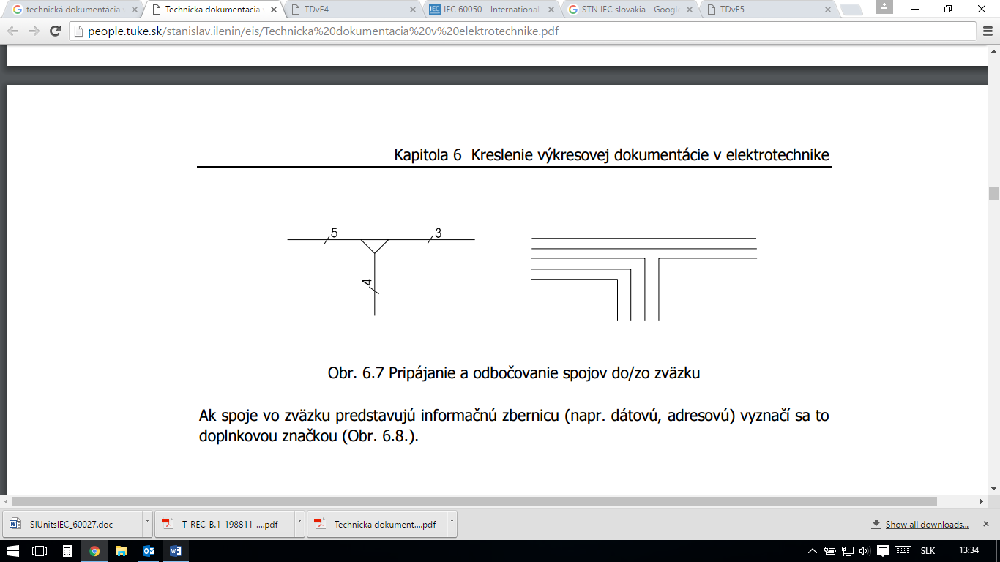 technická dokumentácia
Technicka dokumentacia
TDvE4
IEC 60050 - International
STN IEC slovakia - Google
TDvE5
people.tuke.sk/stanislav.ilenin/eis/Technicka%20dokumentacia%20v%20elektrotechnike.pdf
Kapitola 6 Kreslenie výkresovej dokumentácie v elektrotechnike
5
3
4
Obr. 6.7 Pripájanie a odbočovanie spojov do/zo zväzku
Ak spoje vo zväzku predstavujú informačnú zbernicu (napr. dátovú, adresovú) vyznačí sa to
doplnkovou značkou (Obr. 6.8.).
SIUnitsIEC_60027.doc
T-REC-B.1-198811-....pdf
Technicka dokument....pdf
Show all downloads...
SLK
13:34